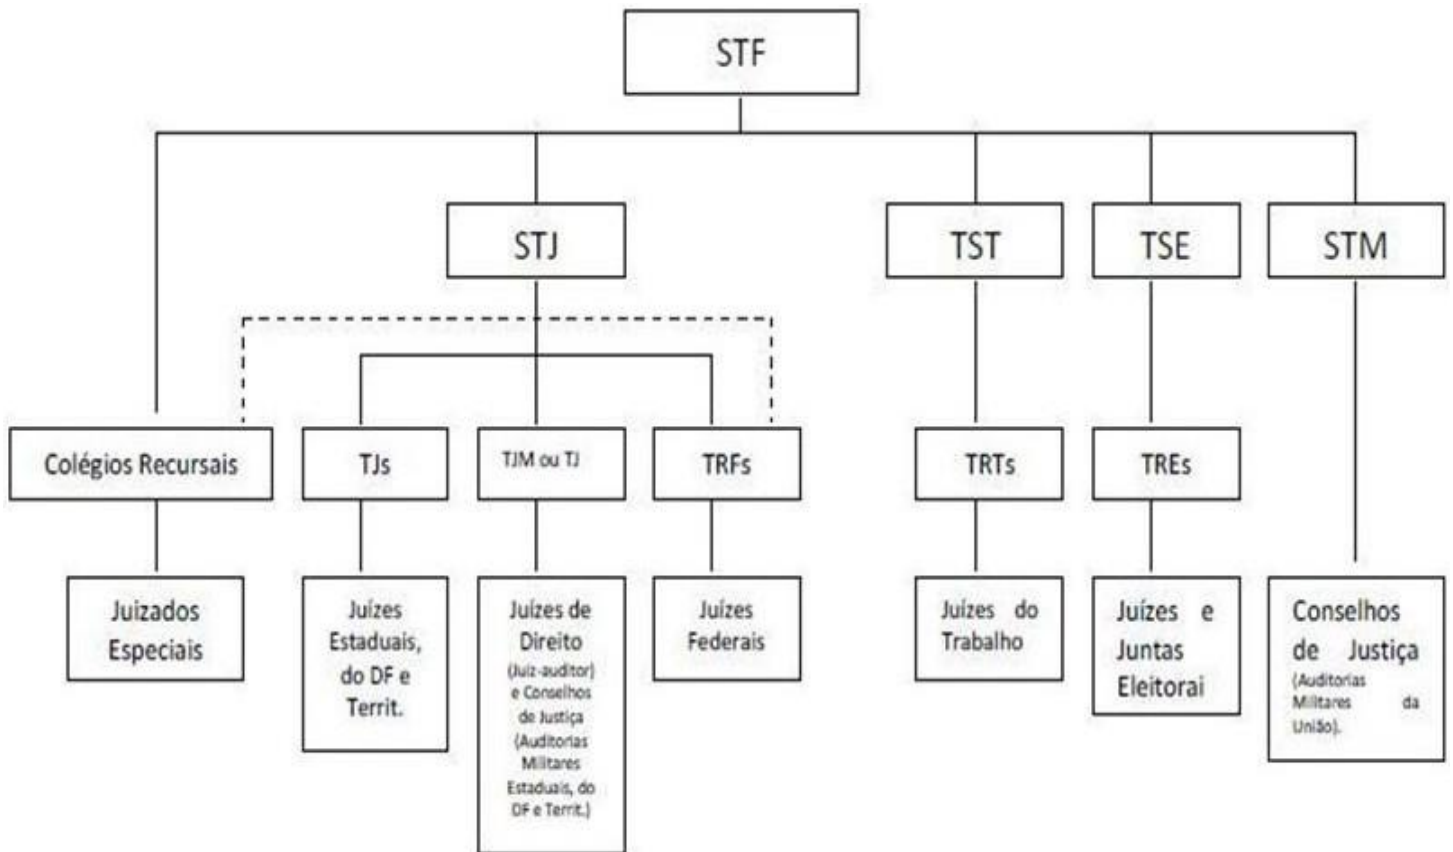 STF
STJ
TST
TSE
STM
Colégios Recursais
TJs
TJM ou TJ
TRFs
TRTs
TREs
Juizados
Especiais
Juízes
Estaduais,
do DF e
Territ.
Juízes de
Direito
(Juiz-auditor)
e Conselhos
de Justiça
(Auditorias
Militares
Estaduais, do
DF e Territ.)
Juízes
Federais
Juízes do
Trabalho
Juízes e
Juntas
Eleitorai
Conselhos
de Justiça
(Auditorias
Militares da
União).